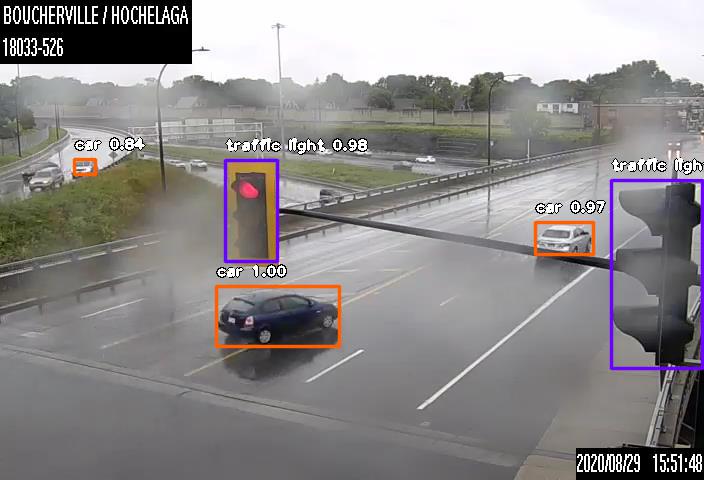 BOUCHERVILLE / HOCHELAGA
18033-526
car 0.84
traffic light 0.98
traffic ligh
car 0.97
car 1.00
2020/08/29 15:51:48